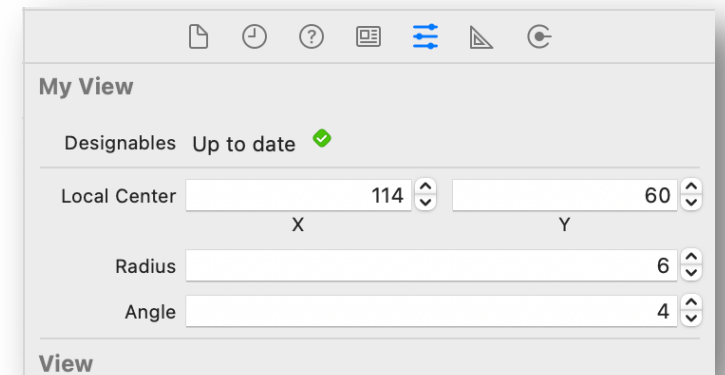 My View
Designables Up to date
Local Center 114 60
X Y
Radius 6
Angle 4
View